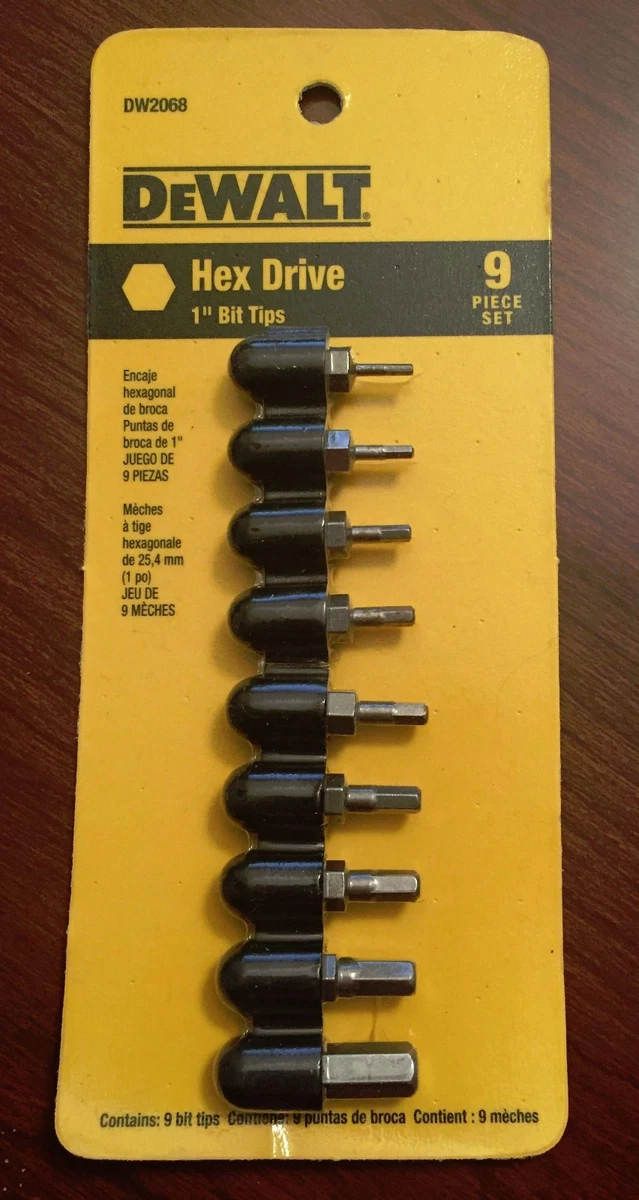 DW2068
DEWALT®
Hex Drive
1" Bit Tips
9
PIECE
SET
Encaje
hexagonal
de broca
Puntas de
broca de 1"
JUEGO DE
9 PIEZAS
Mèches
à tige
hexagonale
de 25,4 mm
(1 po)
JEU DE
9 MÈCHES
Contains: 9 bit tips Contiene: 9 puntas de broca Contient : 9 mèches